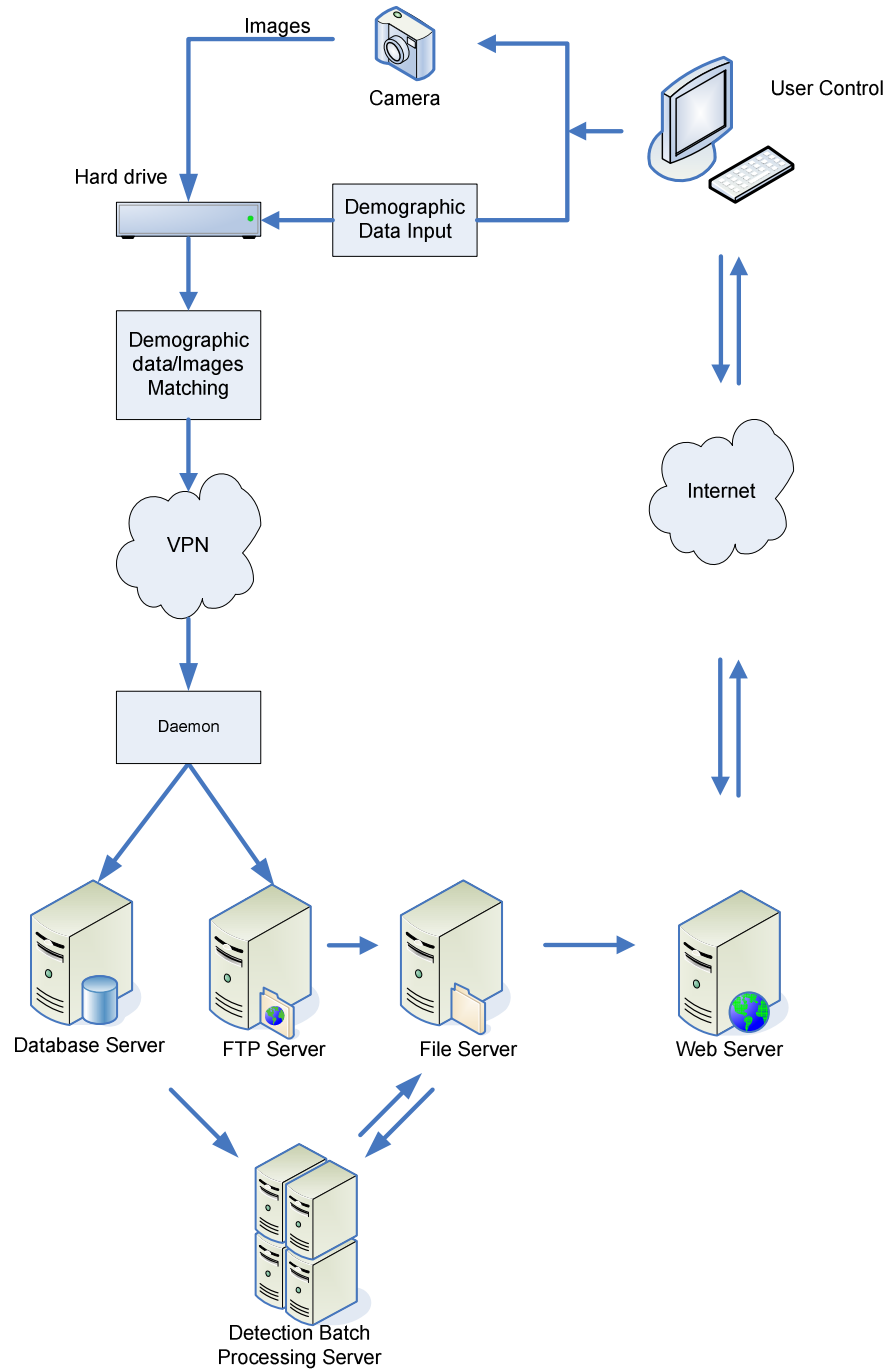 Images
Camera
User Control
Hard drive
Demographic
Data Input
Demographic
data/Images
Matching
Internet
VPN
Daemon
Database Server
FTP Server
File Server
Web Server
Detection Batch
Processing Server